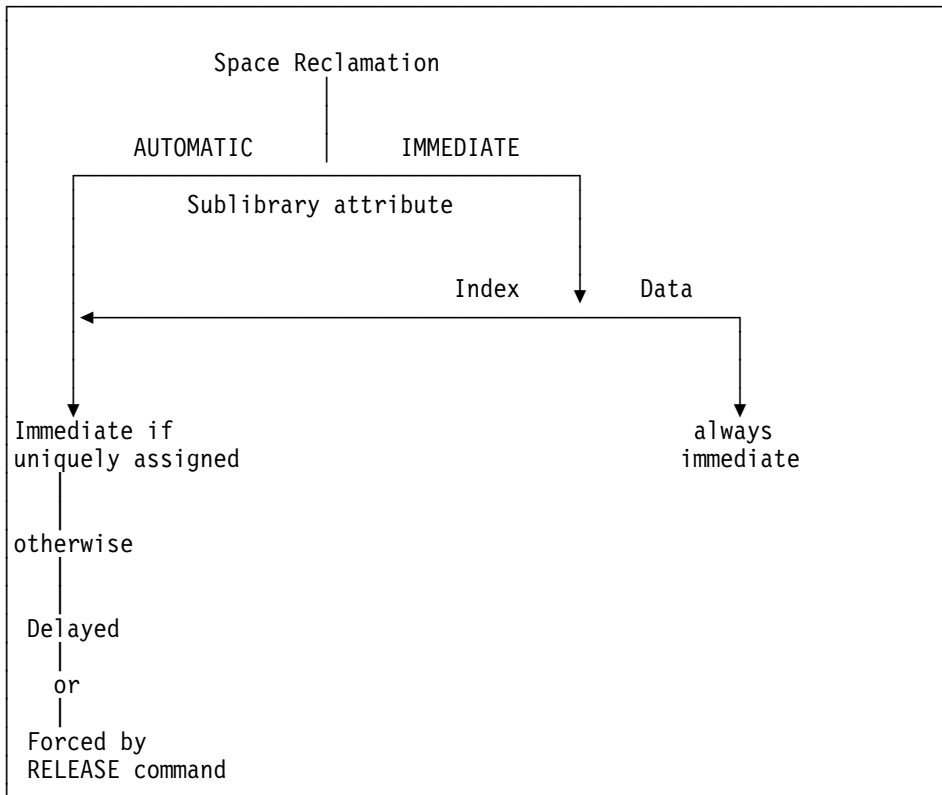 Space Reclamation
AUTOMATIC IMMEDIATE
Sublibrary attribute
Index Data
Immediate if
uniquely assigned
always
immediate
otherwise
Delayed
or
Forced by
RELEASE command